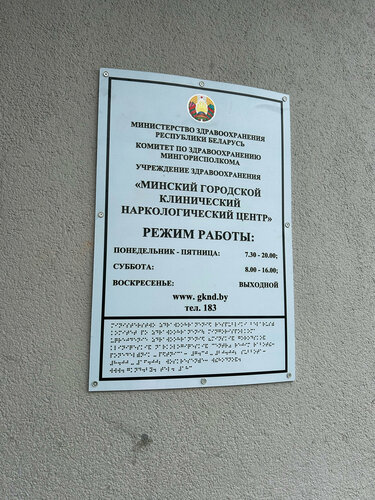 МИНИСТЕРСТВО ЗДРАВООХРАНЕНИЯ
РЕСПУБЛИКИ БЕЛАРУСЬ
КОМИТЕТ ПО ЗДРАВООХРАНЕНИЮ
МИНГОРИСПОЛКОМА
УЧРЕЖДЕНИЕ ЗДРАВООХРАНЕНИЯ
«МИНСКИЙ ГОРОДСКОЙ
КЛИНИЧЕСКИЙ
НАРКОЛОГИЧЕСКИЙ ЦЕНТР»
РЕЖИМ РАБОТЫ:
ПОНЕДЕЛЬНИК - ПЯТНИЦА: 7.30 - 20.00;
СУББОТА: 8.00 - 16.00;
ВОСКРЕСЕНЬЕ: ВЫХОДНОЙ
www. gknd.by
тел. 183